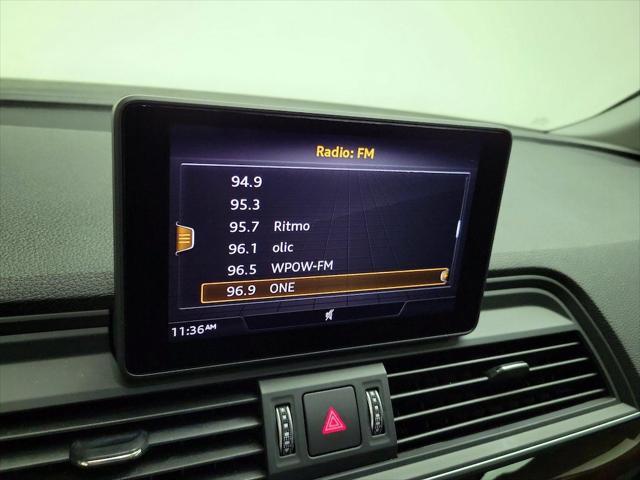 Radio: FM
94.9
95.3
95.7 Ritmo
96.1 olic
96.5 WPOW-FM
96.9 ONE
11:36AM